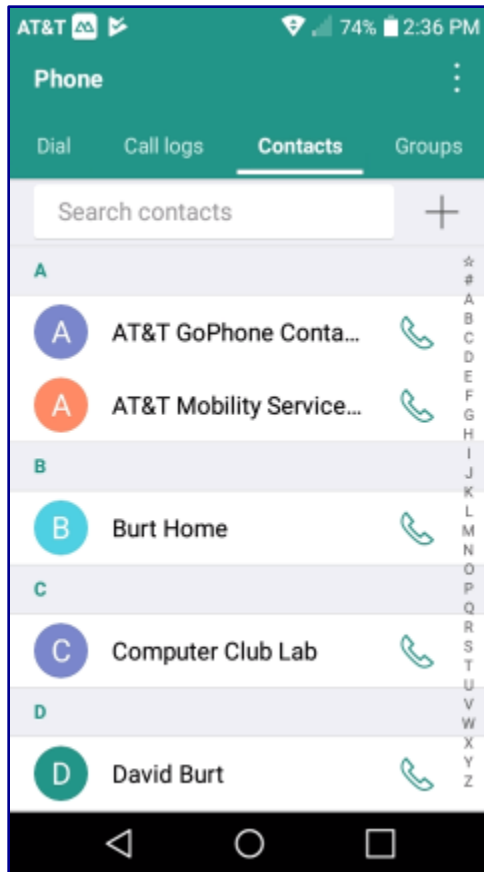 AT&T 74% 2:36 PM
Phone
Dial Call logs Contacts Groups
Search contacts
A
A AT&T GoPhone Conta...
A AT&T Mobility Service...
B
B Burt Home
C
C Computer Club Lab
D
D David Burt
☆
#
A
B
C
D
E
F
G
H
I
J
K
L
M
N
O
P
Q
R
S
T
U
V
W
X
Y
Z